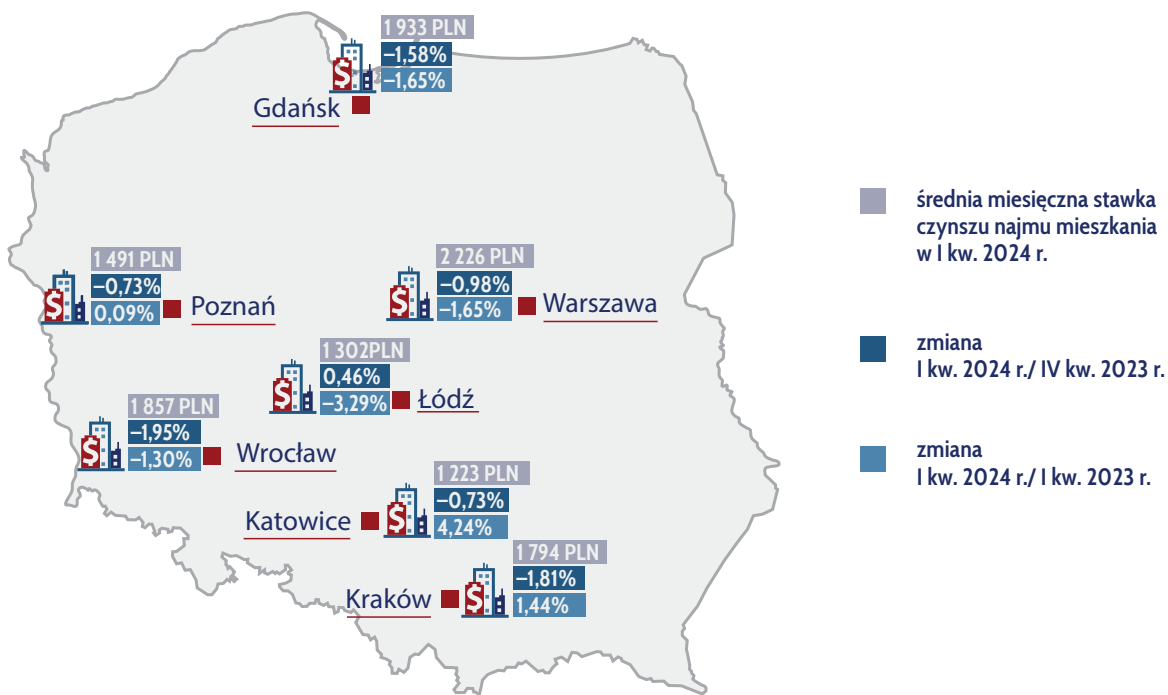 1 933 PLN
–1,58%
–1,65%
Gdańsk
1 491 PLN
–0,73%
0,09%
Poznań
2 226 PLN
–0,98%
–1,65%
Warszawa
1 302PLN
0,46%
–3,29%
Łódź
1 857 PLN
–1,95%
–1,30%
Wrocław
1 223 PLN
–0,73%
4,24%
Katowice
1 794 PLN
–1,81%
1,44%
Kraków
średnia miesięczna stawka
czynszu najmu mieszkania
w I kw. 2024 r.
zmiana
I kw. 2024 r./ IV kw. 2023 r.
zmiana
I kw. 2024 r./ I kw. 2023 r.